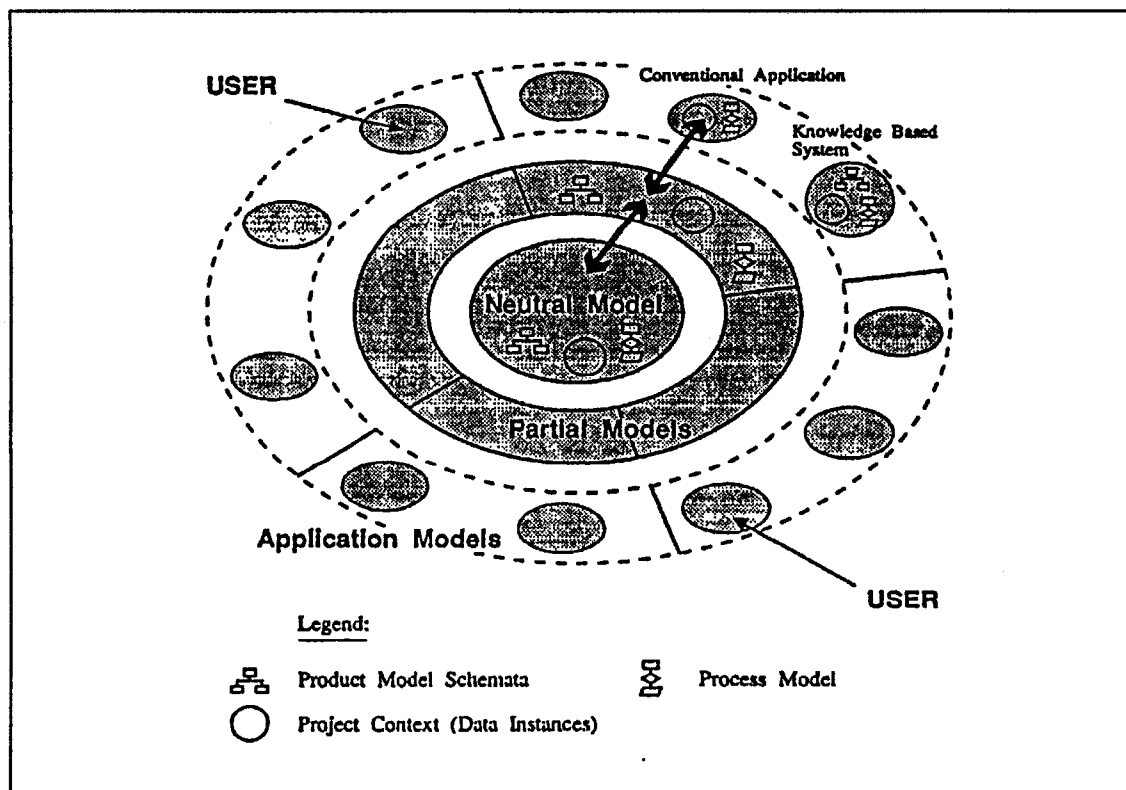 USER
Conventional Application
Knowledge Based
System
Neutral Model
Partial Models
Application Models
USER
Legend:
Product Model Schemata
Process Model
Project Context (Data Instances)